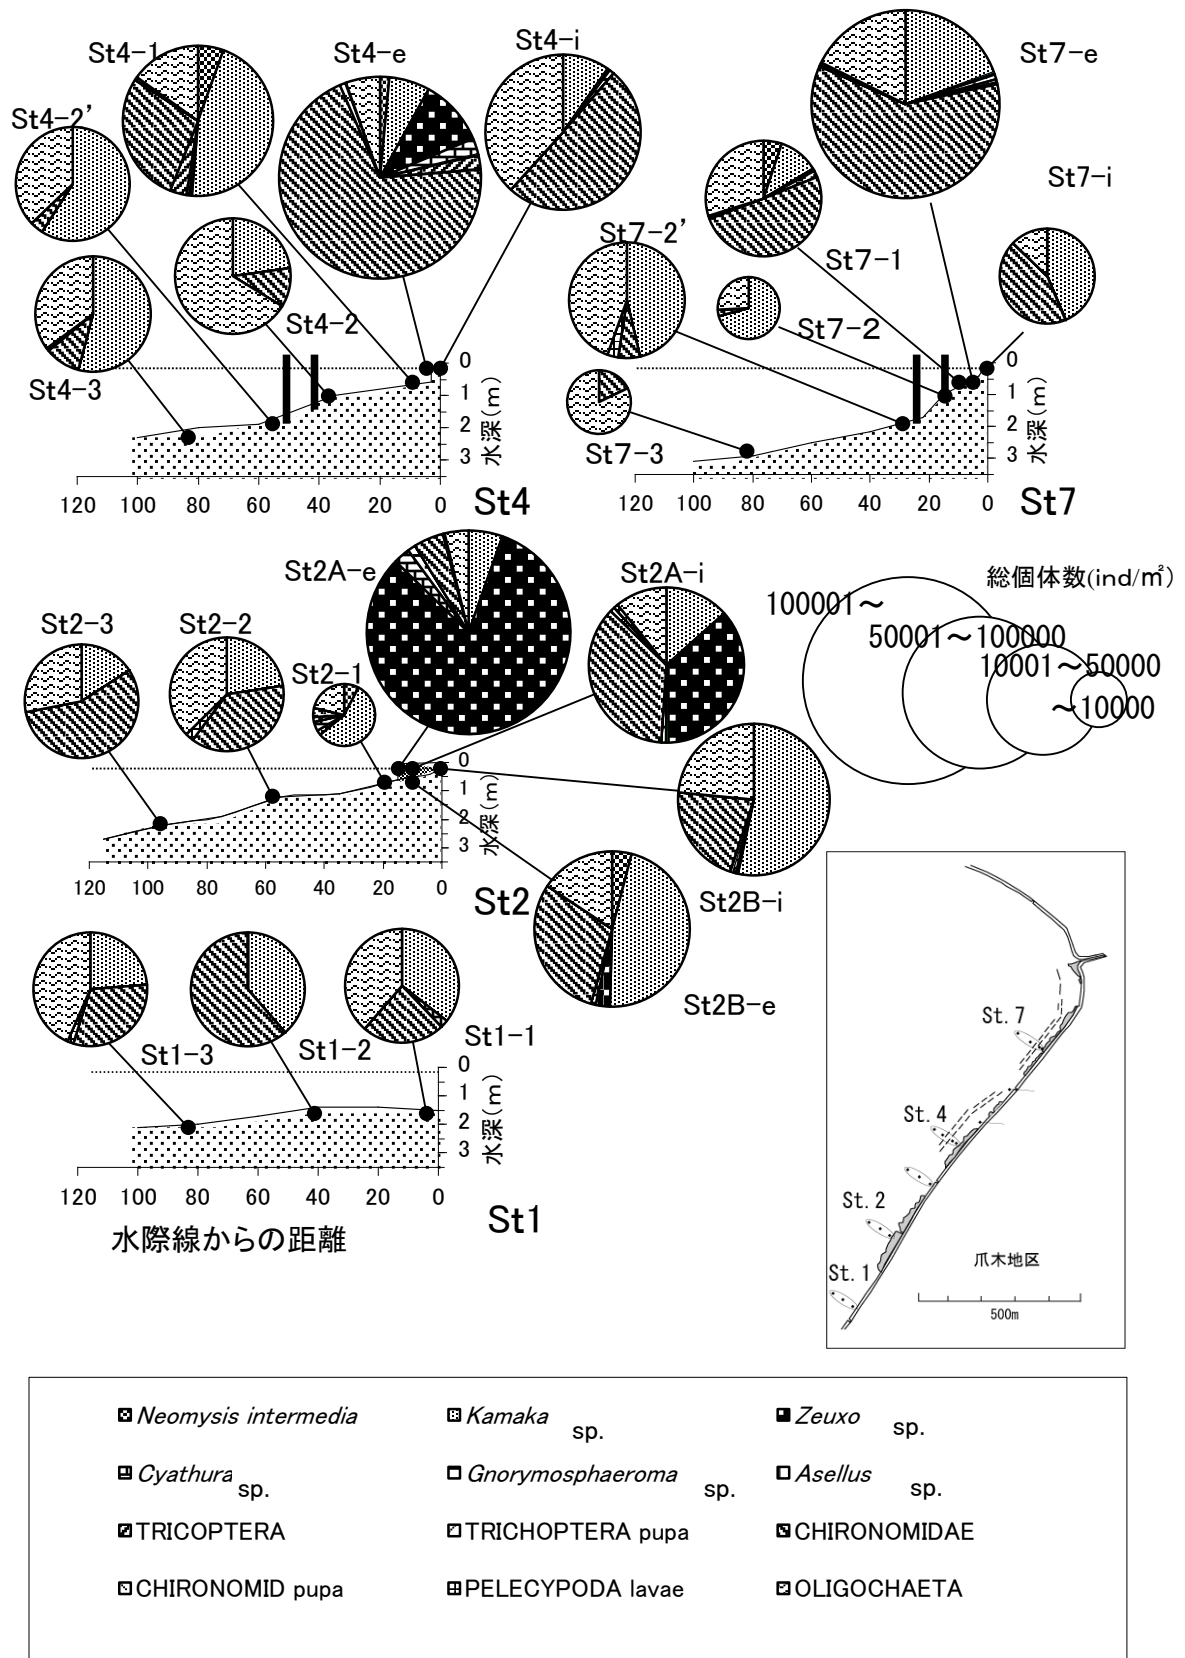 St4-1
St4-e
St4-i
St7-e
St4-2’
St7-i
St7-2’
St7-1
St4-2
St7-2
St4-3
St7-3
0
1
2
3
水深(m)
120 100 80 60 40 20 0
St4
0
1
2
3
水深(m)
120 100 80 60 40 20 0
St7
St2A-e
St2A-i
St2-3
St2-2
St2-1
総個体数(ind/㎡)
100001～
50001～100000
10001～50000
～10000
0
1
2
3
水深(m)
120 100 80 60 40 20 0
St2
St2B-i
St2B-e
St1-3
St1-2
St1-1
0
1
2
3
水深(m)
120 100 80 60 40 20 0
St1
水際線からの距離
St. 7
St. 4
St. 2
St. 1
爪木地区
500m
Neomysis intermedia
Kamaka sp.
Zeuxo sp.
Cyathura sp.
Gnorymosphaeroma sp.
Asellus sp.
TRICOPTERA
TRICHOPTERA pupa
CHIRONOMIDAE
CHIRONOMID pupa
PELECYPODA lavae
OLIGOCHAETA